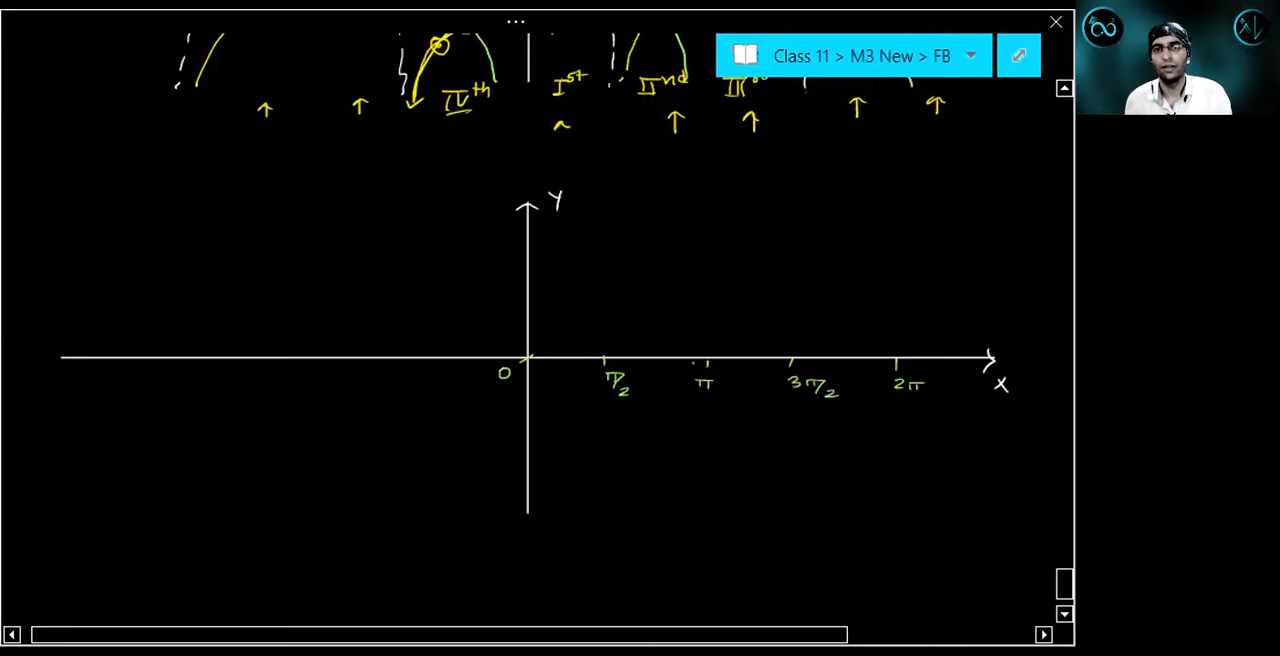 Class 11 > M3 New > FB
IVth Ist IInd
Y
0 π/2 π 3π/2 2π
X